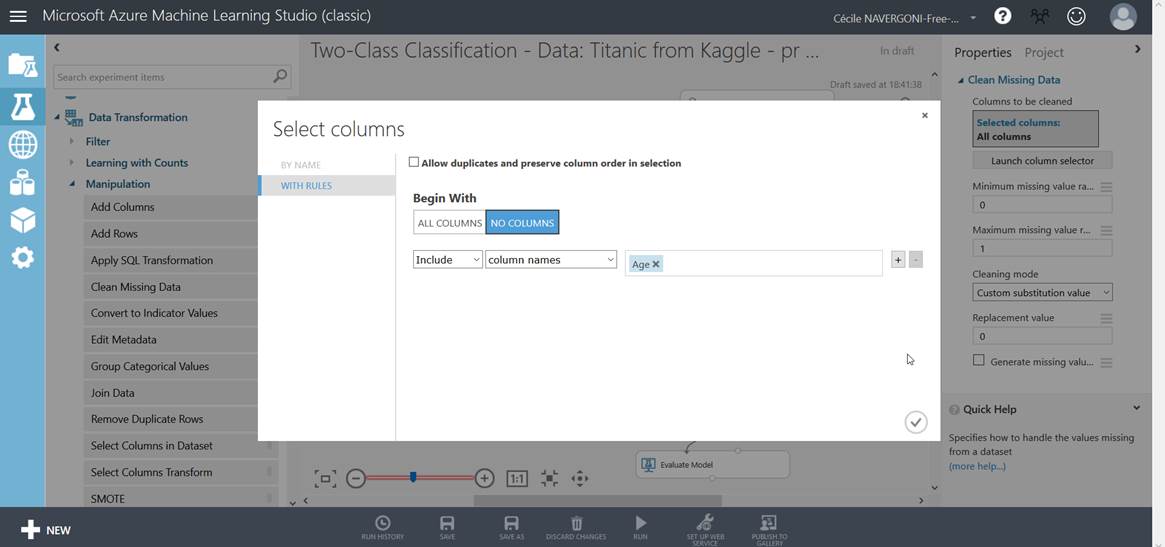 Microsoft Azure Machine Learning Studio (classic)
Cécile NAVERGONI-Free-...
Search experiment items
Data Transformation
Filter
Learning with Counts
Manipulation
Add Columns
Add Rows
Apply SQL Transformation
Clean Missing Data
Convert to Indicator Values
Edit Metadata
Group Categorical Values
Join Data
Remove Duplicate Rows
Select Columns in Dataset
Select Columns Transform
SMOTE
Two-Class Classification - Data: Titanic from Kaggle - pr ...
In draft
Draft saved at 18:41:38
Select columns
BY NAME
WITH RULES
Allow duplicates and preserve column order in selection
Begin With
ALL COLUMNS NO COLUMNS
Include column names Age
Evaluate Model
1:1
Properties Project
Clean Missing Data
Columns to be cleaned
Selected columns:
All columns
Launch column selector
Minimum missing value ra...
0
Maximum missing value r...
1
Cleaning mode
Custom substitution value
Replacement value
0
Generate missing valu...
Quick Help
Specifies how to handle the values missing
from a dataset
(more help...)
NEW
RUN HISTORY
SAVE
SAVE AS
DISCARD CHANGES
RUN
SET UP WEB
SERVICE
PUBLISH TO
GALLERY